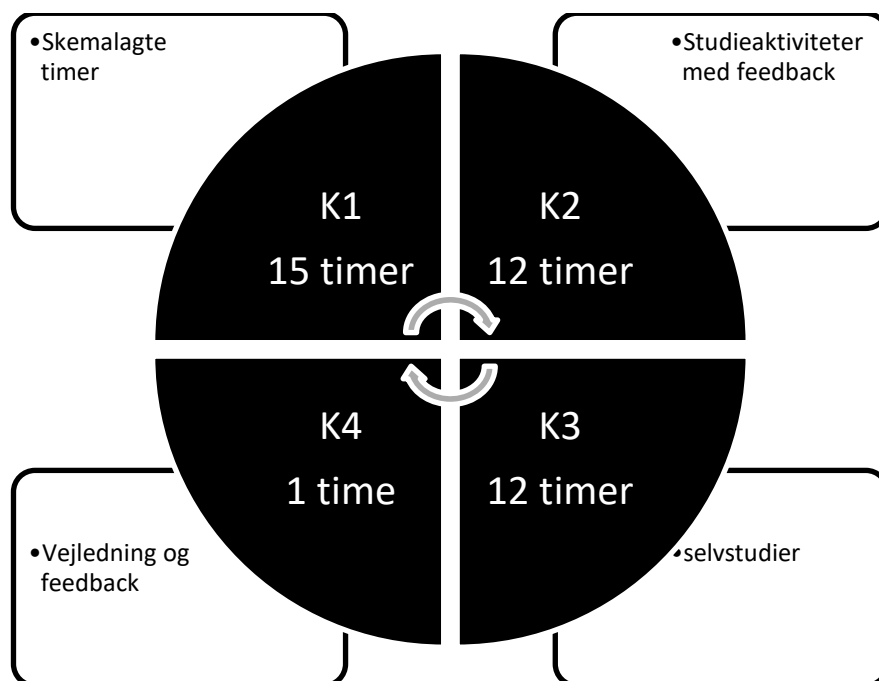 •Skemalagte
timer
•Studieaktiviteter
med feedback
K1
15 timer
K2
12 timer
K4
1 time
K3
12 timer
•Vejledning og
feedback
•selvstudier